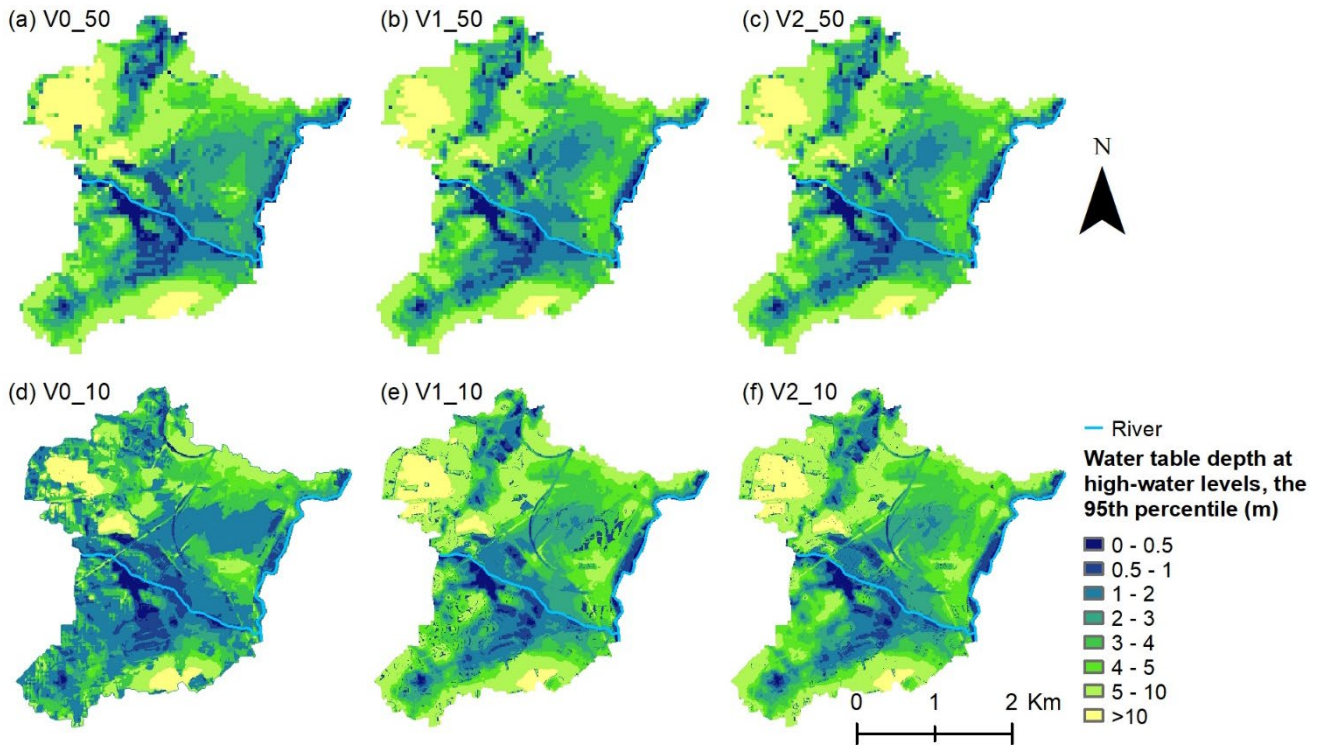 (a) V0_50
(b) V1_50
(c) V2_50
N
(d) V0_10
(e) V1_10
(f) V2_10
River
Water table depth at
high-water levels, the
95th percentile (m)
0 - 0.5
0.5 - 1
1 - 2
2 - 3
3 - 4
4 - 5
5 - 10
>10
0 1 2 Km